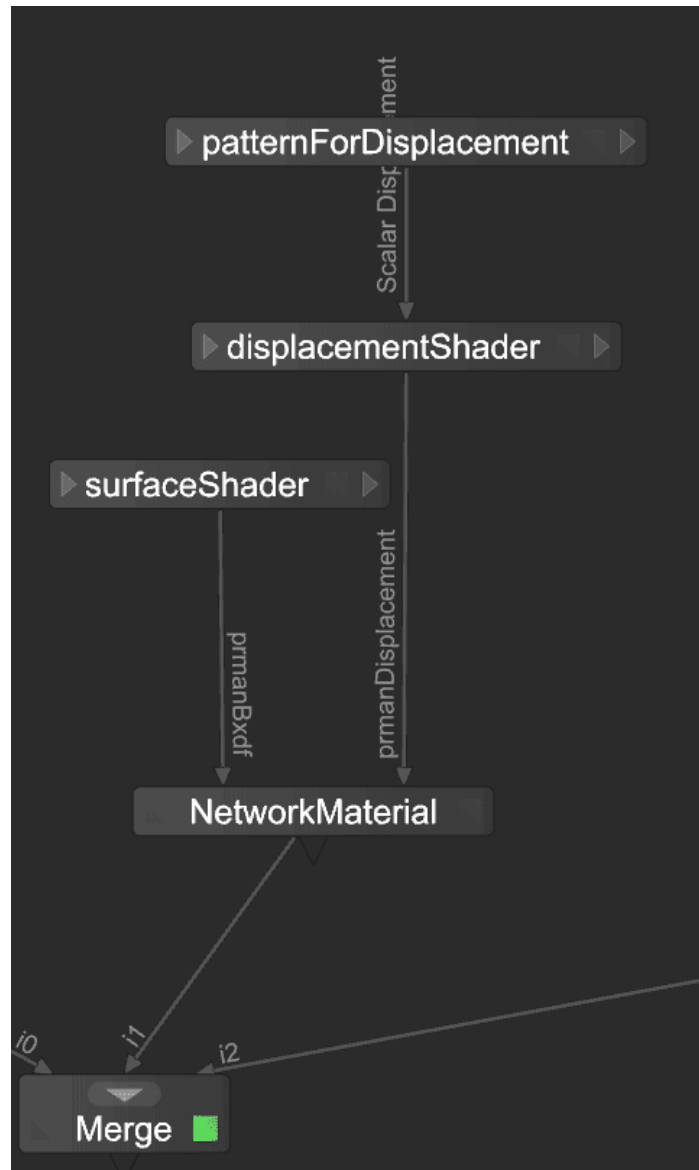 patternForDisplacement
Scalar Displacement
displacementShader
surfaceShader
prmanBxdf
prmanDisplacement
NetworkMaterial
i0
i1
i2
Merge